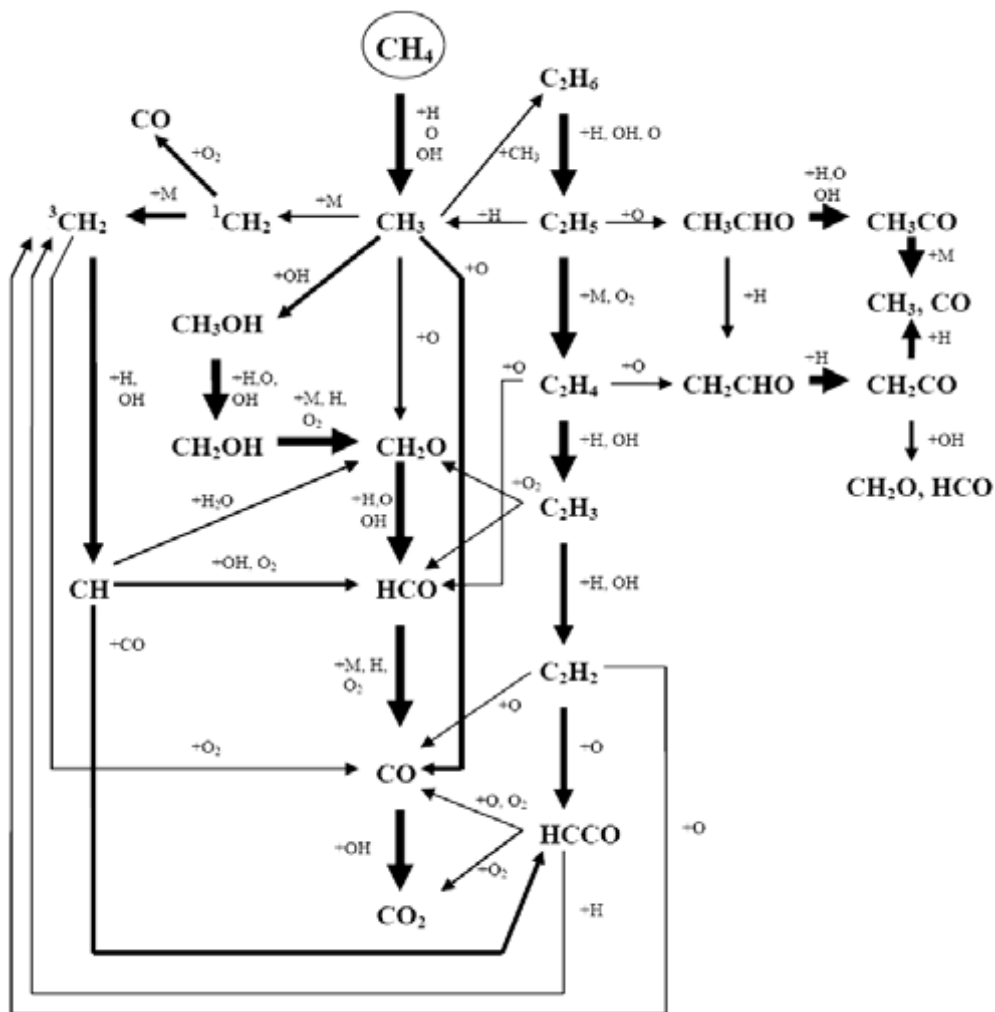 CH₄
C₂H₆
+H
O
OH
CO
+H, OH, O
+CH₃
+O₂
+M
+H,O
OH
³CH₂
¹CH₂
+M
CH₃
+H
C₂H₅
+O
CH₃CHO
CH₃CO
+OH
+O
+M
+M, O₂
+H
CH₃, CO
CH₃OH
+O
+H
+H,
OH
+H,O,
OH
+O
C₂H₄
+O
CH₂CHO
+H
CH₂CO
+M, H,
O₂
+H, OH
+OH
CH₂OH
CH₂O
CH₂O, HCO
+H₂O
+H,O
OH
+O₂
C₂H₃
+OH, O₂
CH
HCO
+H, OH
+CO
+M, H,
O₂
C₂H₂
+O
+O₂
CO
+O
+O, O₂
HCCO
+O
+OH
+O₂
CO₂
+H